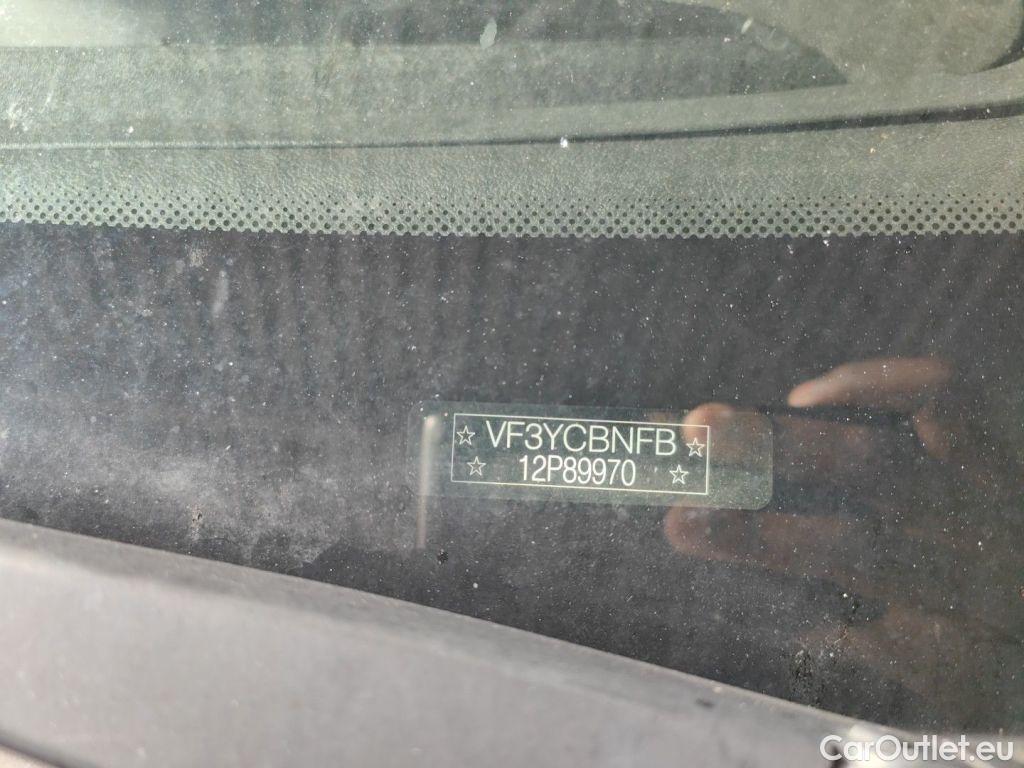 ☆ VF3YCBNFB ☆
☆ 12P89970 ☆
CarOutlet.eu